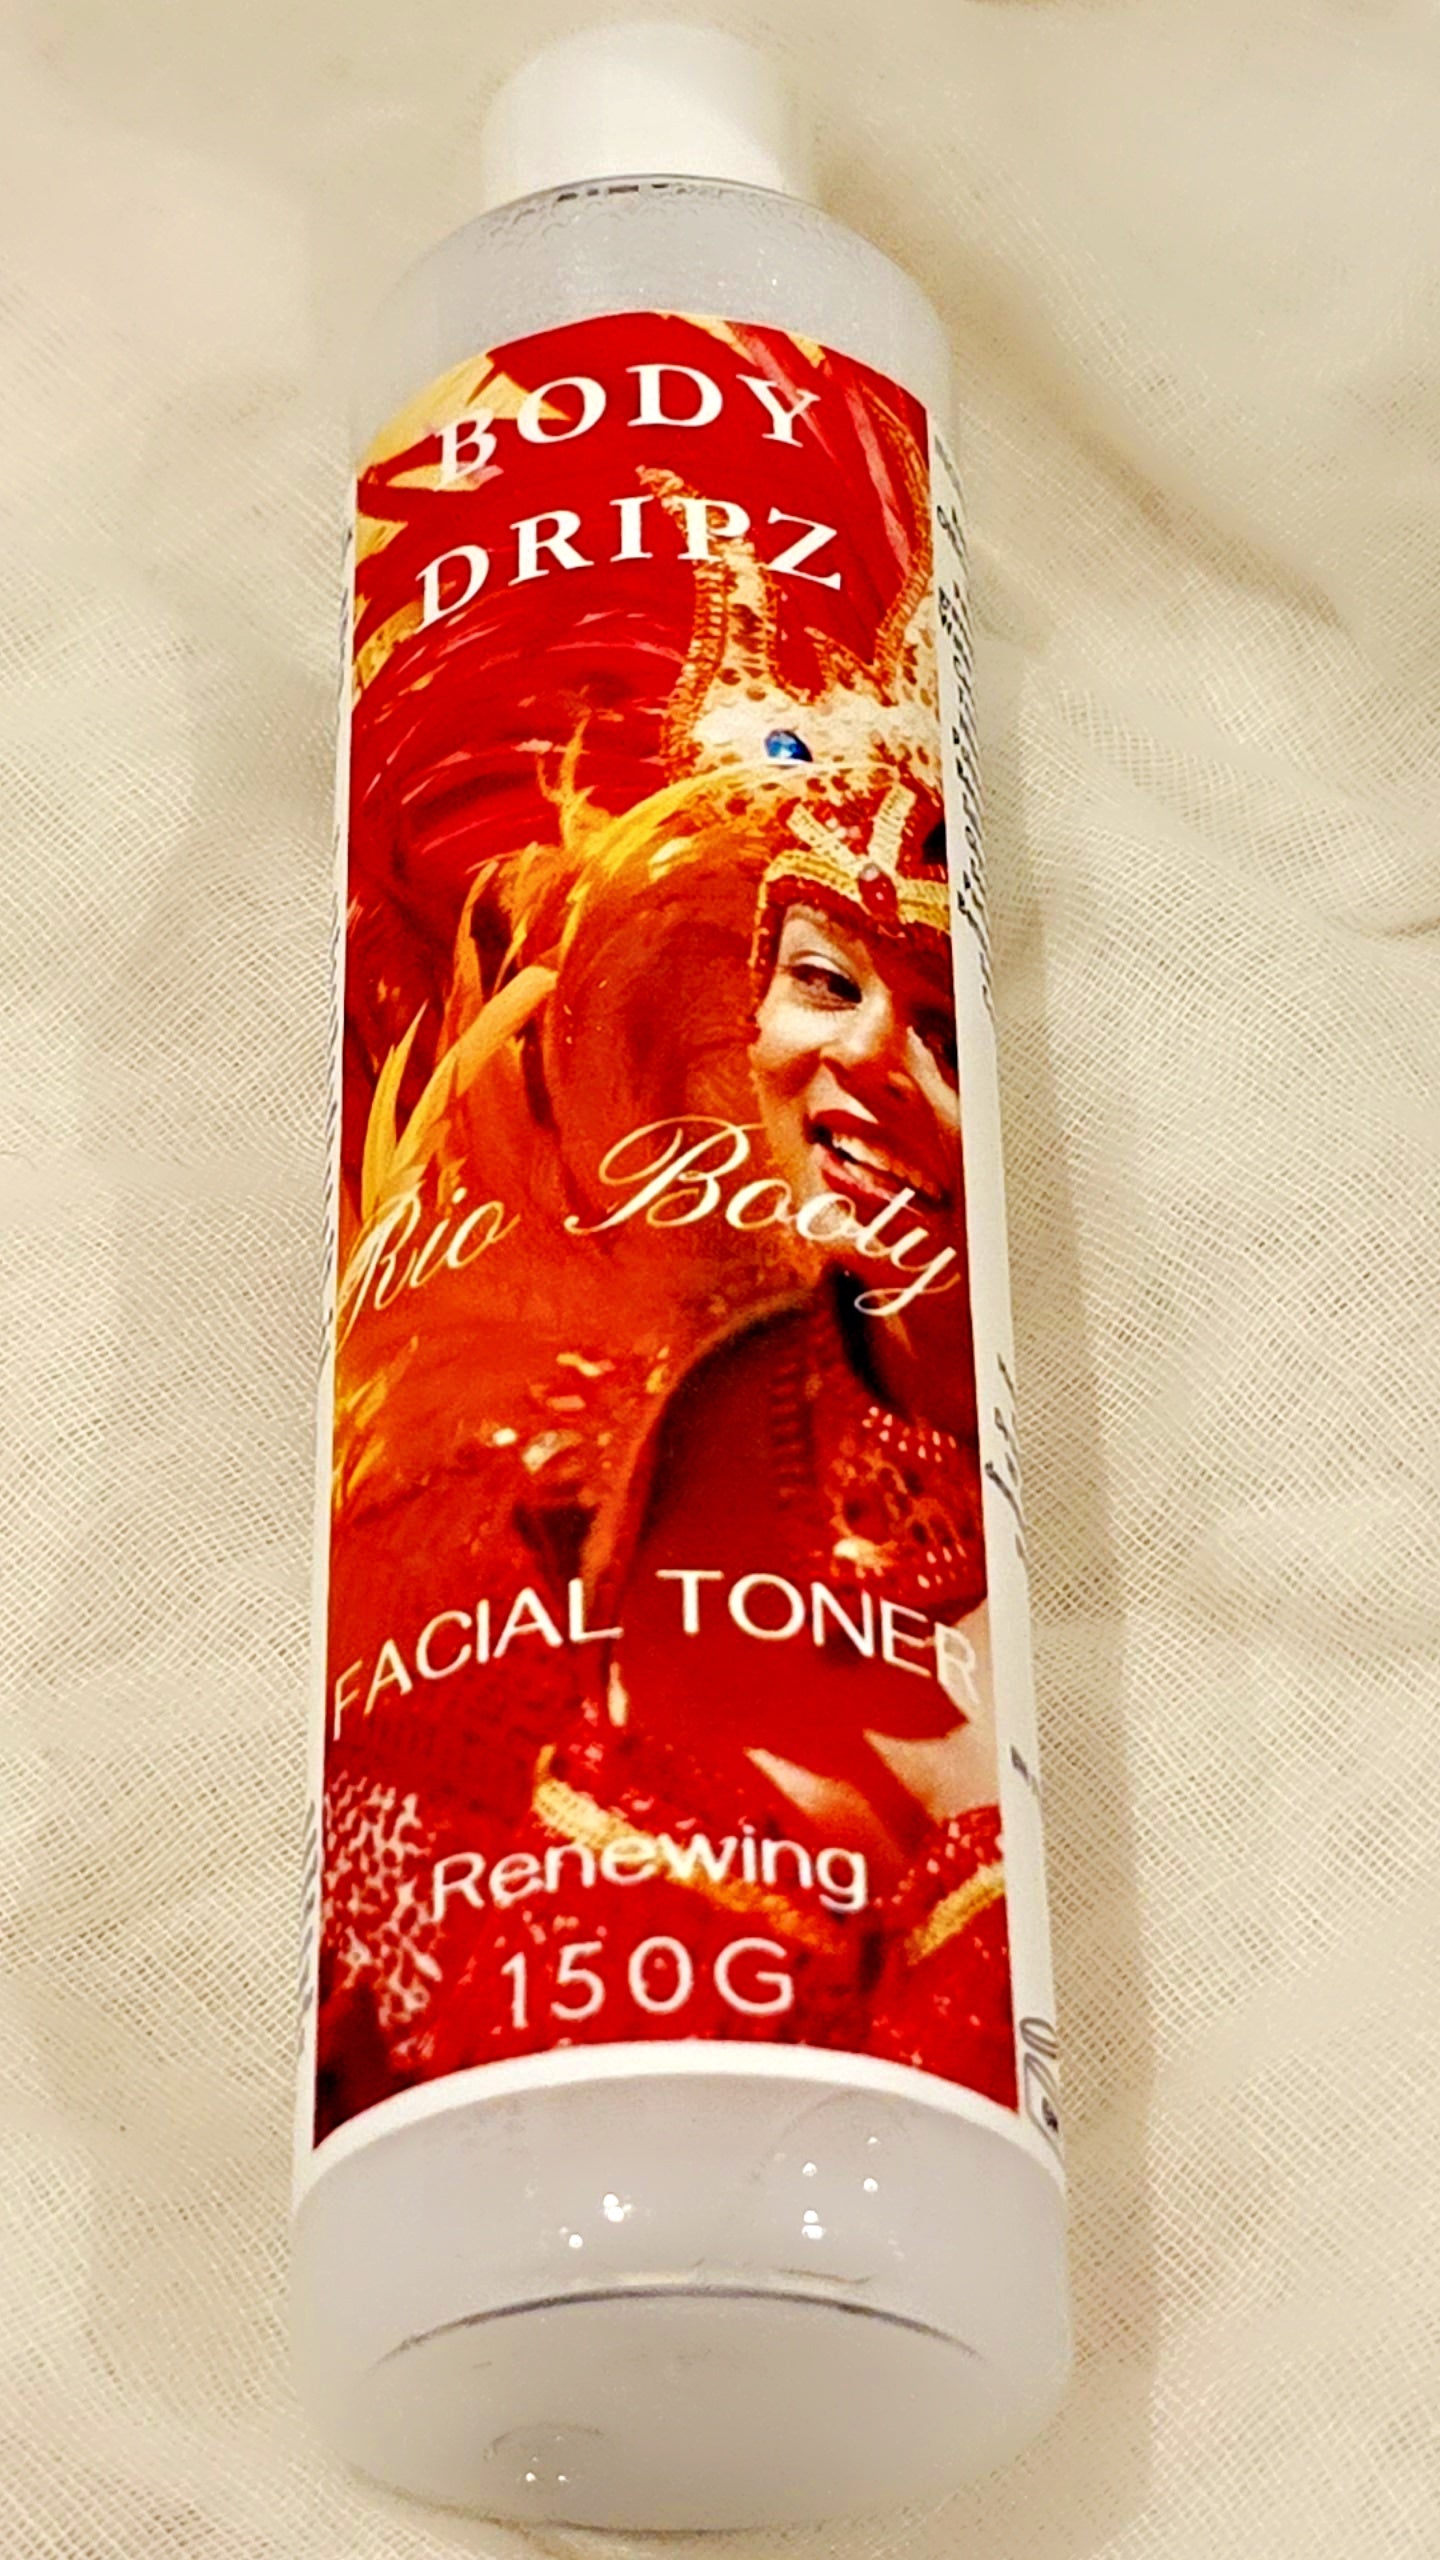 BODY
DRIPZ
Rio Booty
FACIAL TONER
Renewing
150G